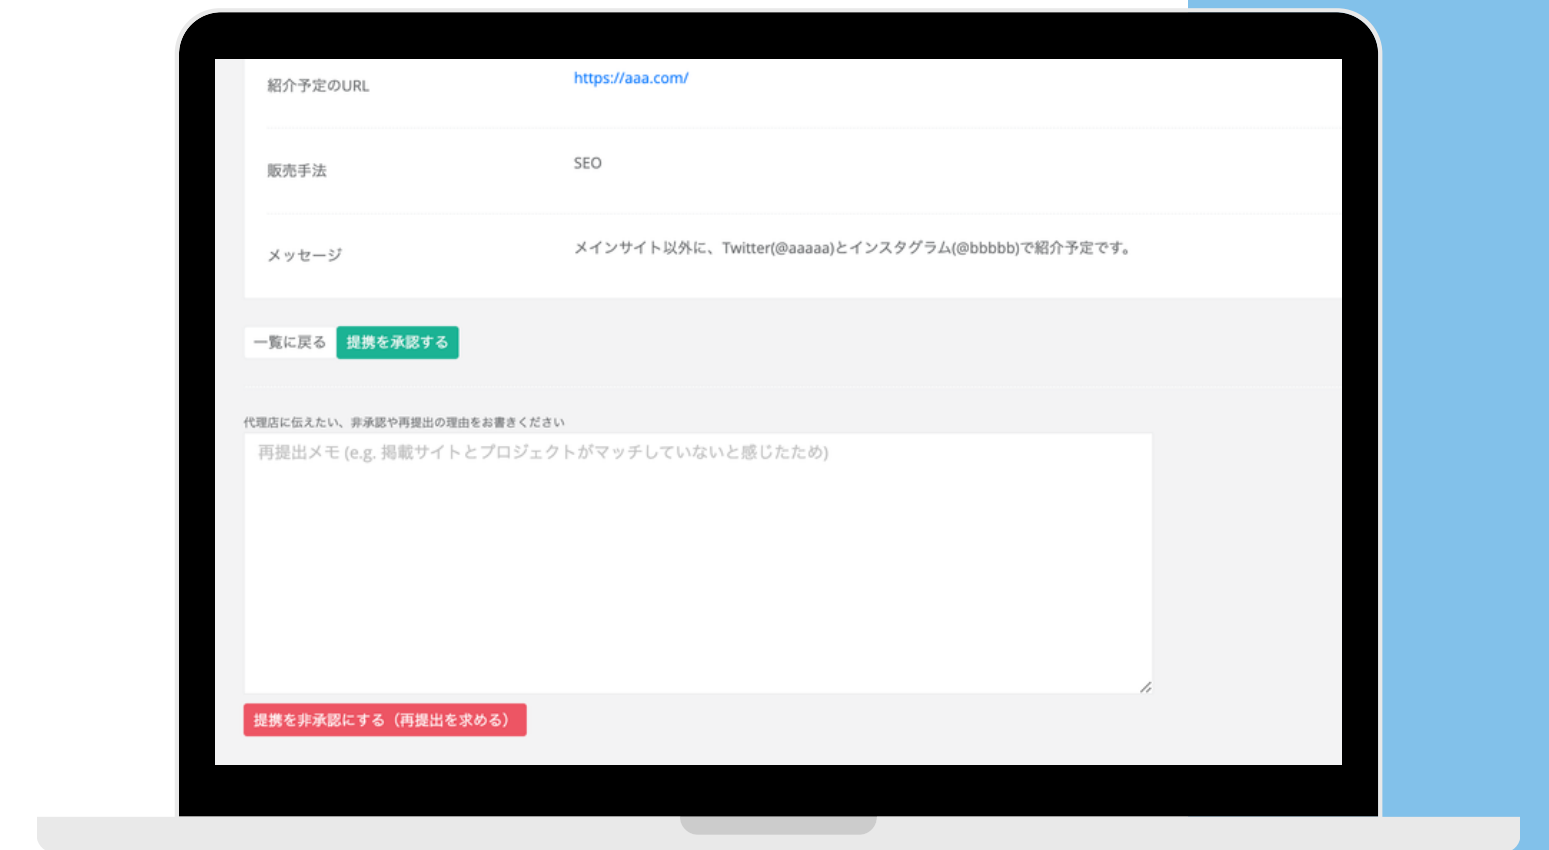 紹介予定のURL
https://aaa.com/
販売手法
SEO
メッセージ
メインサイト以外に、Twitter(@aaaaa)とインスタグラム(@bbbbb)で紹介予定です。
一覧に戻る
提携を承認する
代理店に伝えたい、非承認や再提出の理由をお書きください
再提出メモ (e.g. 掲載サイトとプロジェクトがマッチしていないと感じたため)
提携を非承認にする（再提出を求める）